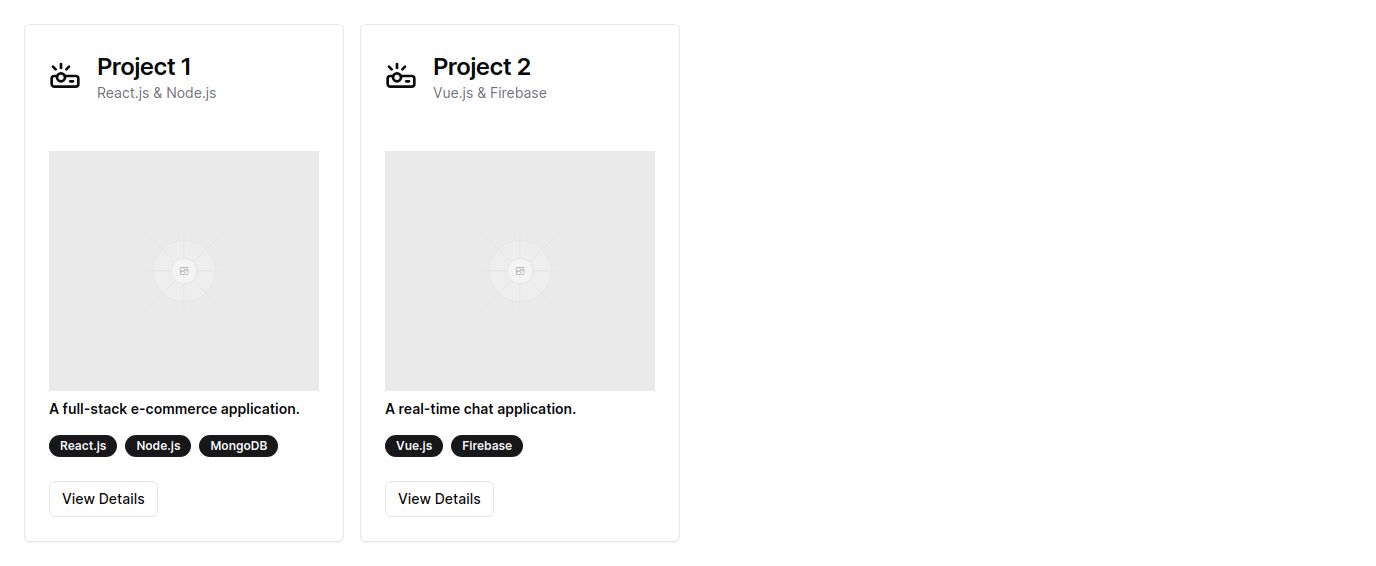 Project 1
React.js & Node.js
A full-stack e-commerce application.
React.js Node.js MongoDB
View Details
Project 2
Vue.js & Firebase
A real-time chat application.
Vue.js Firebase
View Details